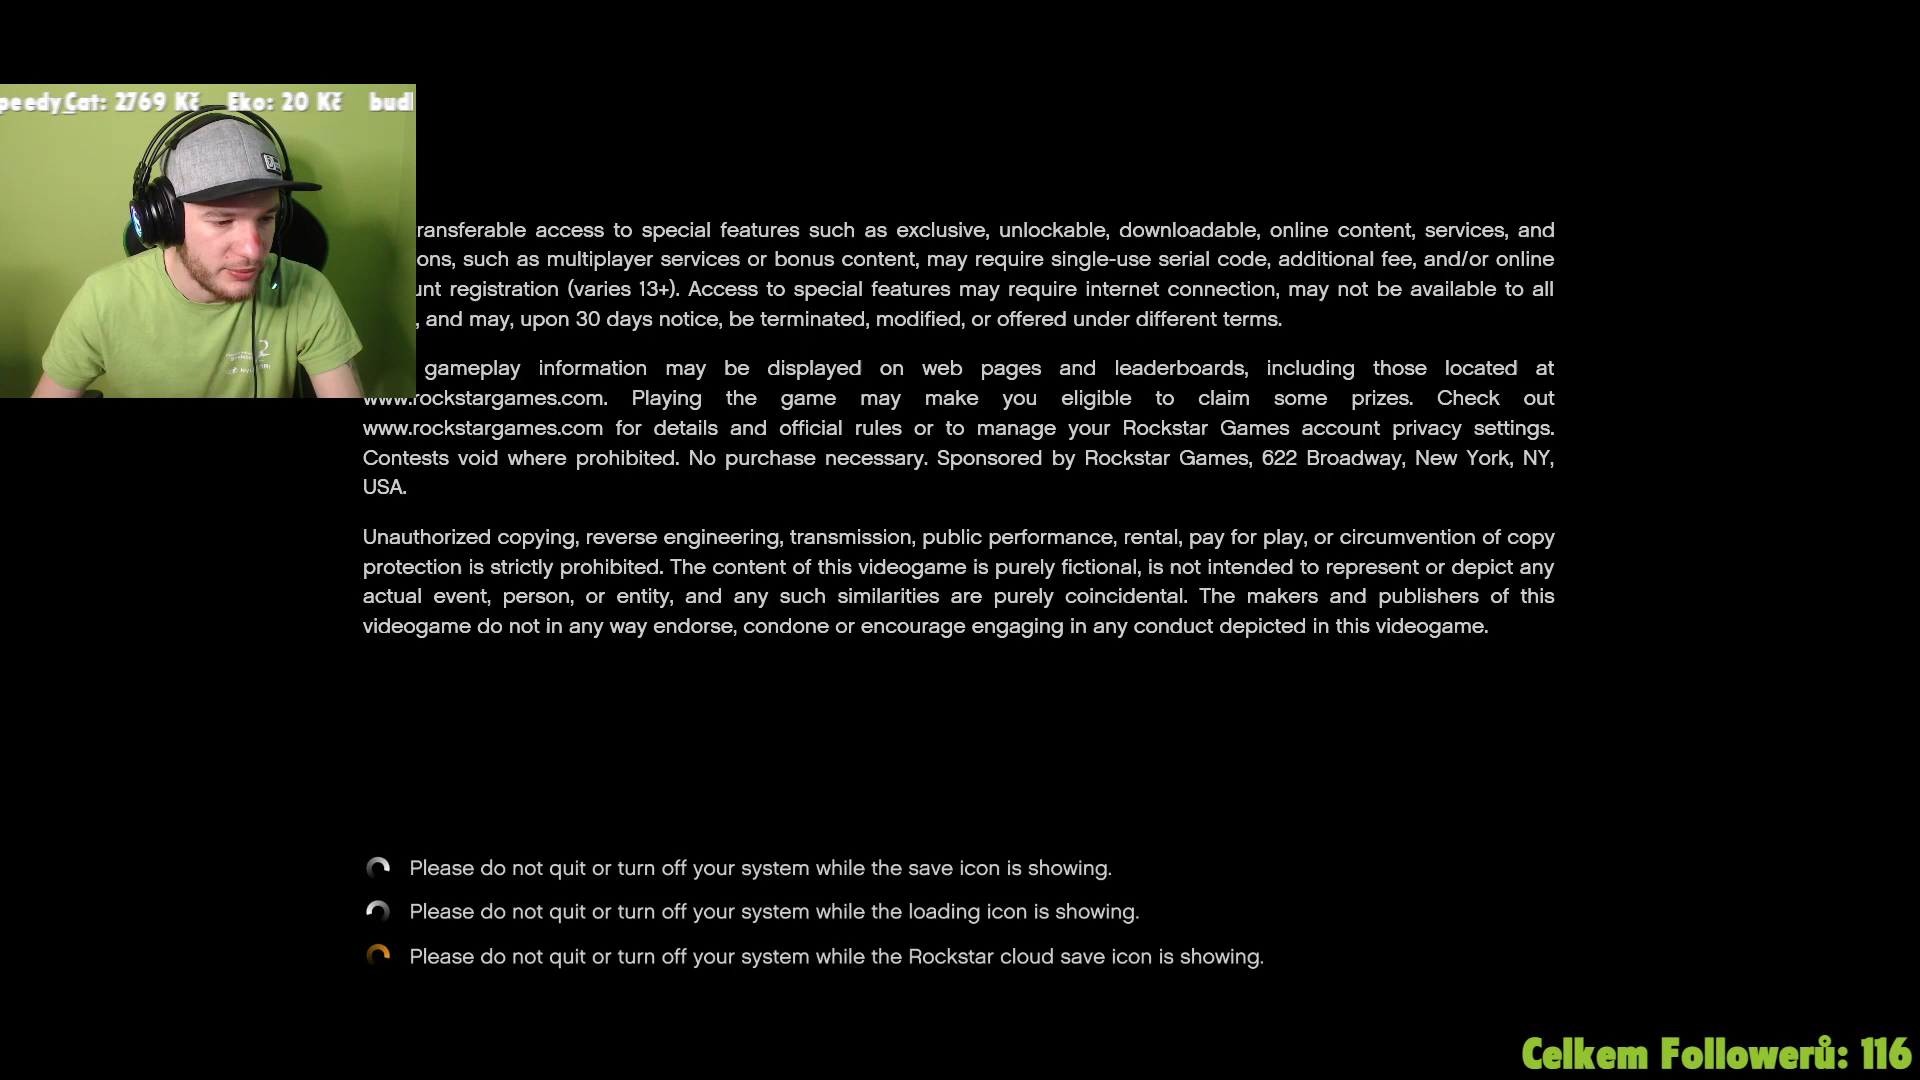 Cat: 2769 Kč Eko: 20 Kč
access to special features such as exclusive, unlockable, downloadable, online content, services, and
such as multiplayer services or bonus content, may require single-use serial code, additional fee, and/or online
registration (varies 13+). Access to special features may require internet connection, may not be available to all
, and may, upon 30 days notice, be terminated, modified, or offered under different terms.
gameplay information may be displayed on web pages and leaderboards, including those located at
www.rockstargames.com. Playing the game may make you eligible to claim some prizes. Check out
www.rockstargames.com for details and official rules or to manage your Rockstar Games account privacy settings.
Contests void where prohibited. No purchase necessary. Sponsored by Rockstar Games, 622 Broadway, New York, NY,
USA.
Unauthorized copying, reverse engineering, transmission, public performance, rental, pay for play, or circumvention of copy
protection is strictly prohibited. The content of this videogame is purely fictional, is not intended to represent or depict any
actual event, person, or entity, and any such similarities are purely coincidental. The makers and publishers of this
videogame do not in any way endorse, condone or encourage engaging in any conduct depicted in this videogame.
Please do not quit or turn off your system while the save icon is showing.
Please do not quit or turn off your system while the loading icon is showing.
Please do not quit or turn off your system while the Rockstar cloud save icon is showing.
Celkem Followerů: 116